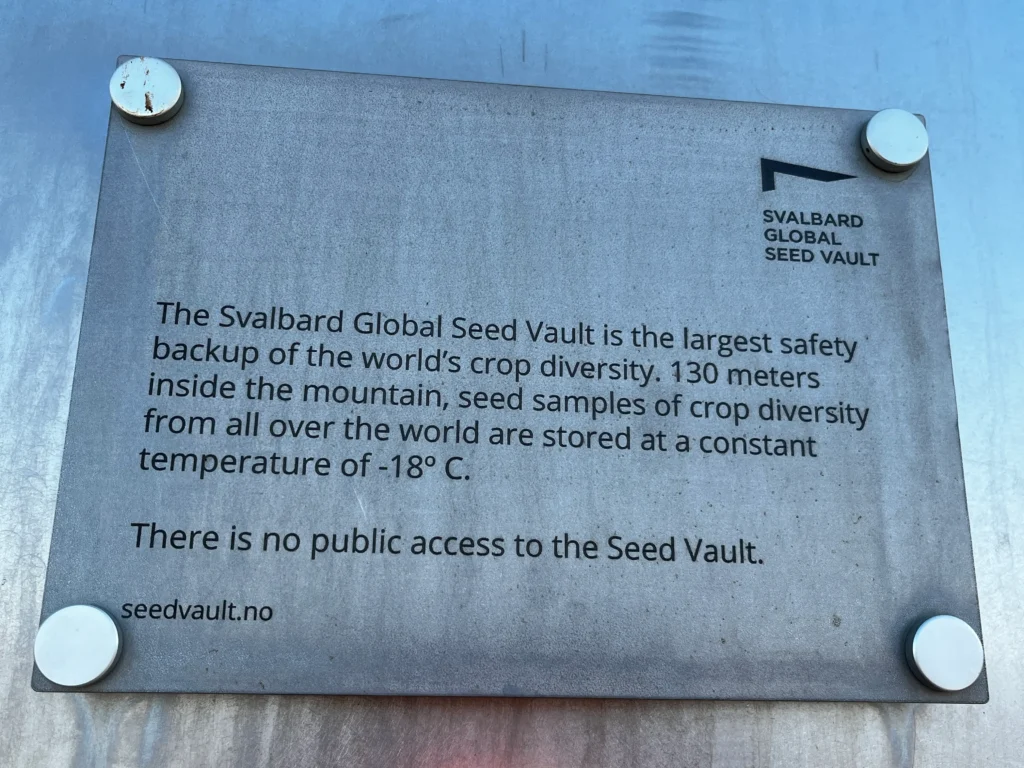 SVALBARD
GLOBAL
SEED VAULT
The Svalbard Global Seed Vault is the largest safety
backup of the world's crop diversity. 130 meters
inside the mountain, seed samples of crop diversity
from all over the world are stored at a constant
temperature of -18º C.
There is no public access to the Seed Vault.
seedvault.no